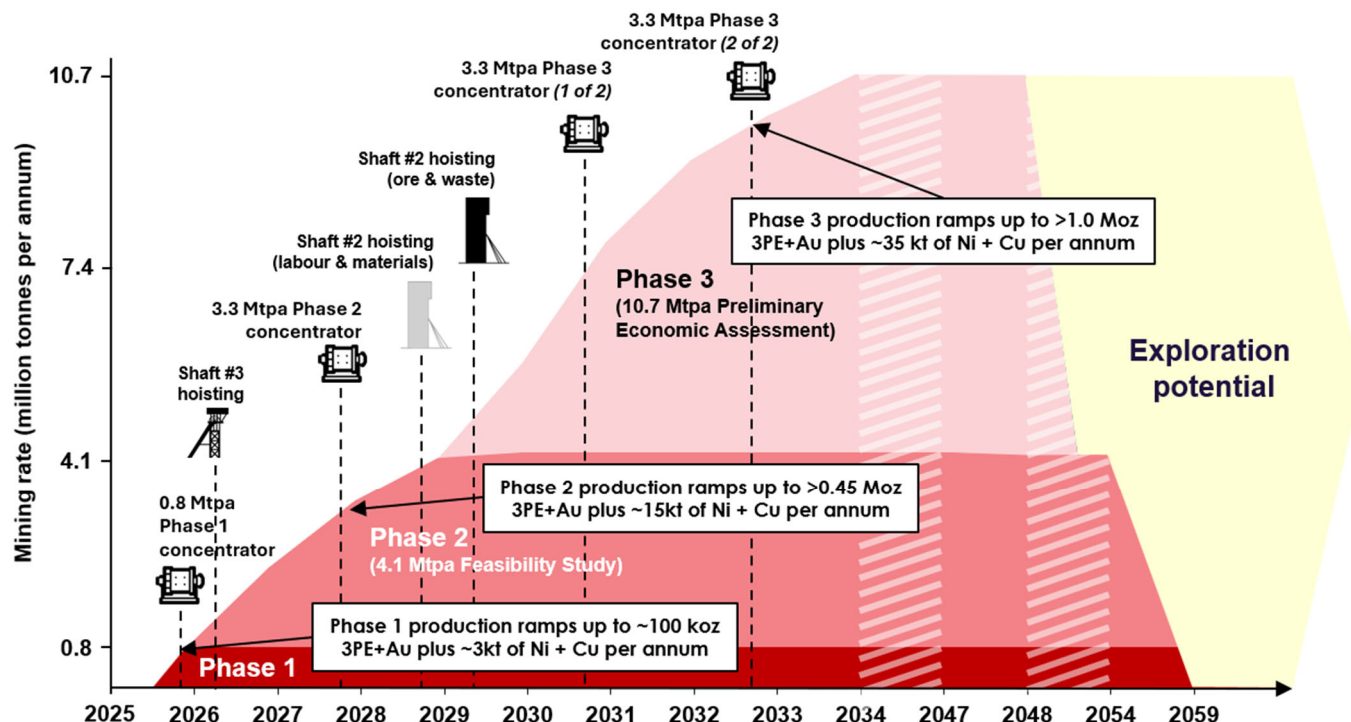 3.3 Mtpa Phase 3
concentrator (2 of 2)
3.3 Mtpa Phase 3
concentrator (1 of 2)
Shaft #2 hoisting
(ore & waste)
Shaft #2 hoisting
(labour & materials)
3.3 Mtpa Phase 2
concentrator
Shaft #3
hoisting
0.8 Mtpa
Phase 1
concentrator
Mining rate (million tonnes per annum)
10.7
7.4
4.1
0.8
Phase 3 production ramps up to >1.0 Moz
3PE+Au plus ~35 kt of Ni + Cu per annum
Phase 3
(10.7 Mtpa Preliminary
Economic Assessment)
Exploration
potential
Phase 2 production ramps up to >0.45 Moz
3PE+Au plus ~15kt of Ni + Cu per annum
Phase 2
(4.1 Mtpa Feasibility Study)
Phase 1 production ramps up to ~100 koz
3PE+Au plus ~3kt of Ni + Cu per annum
Phase 1
2025 2026 2027 2028 2029 2030 2031 2032 2033 2034 2047 2048 2054 2059